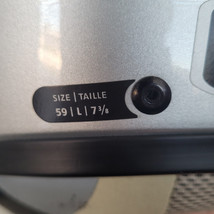 SIZE | TAILLE
59 | L | 7 3/8